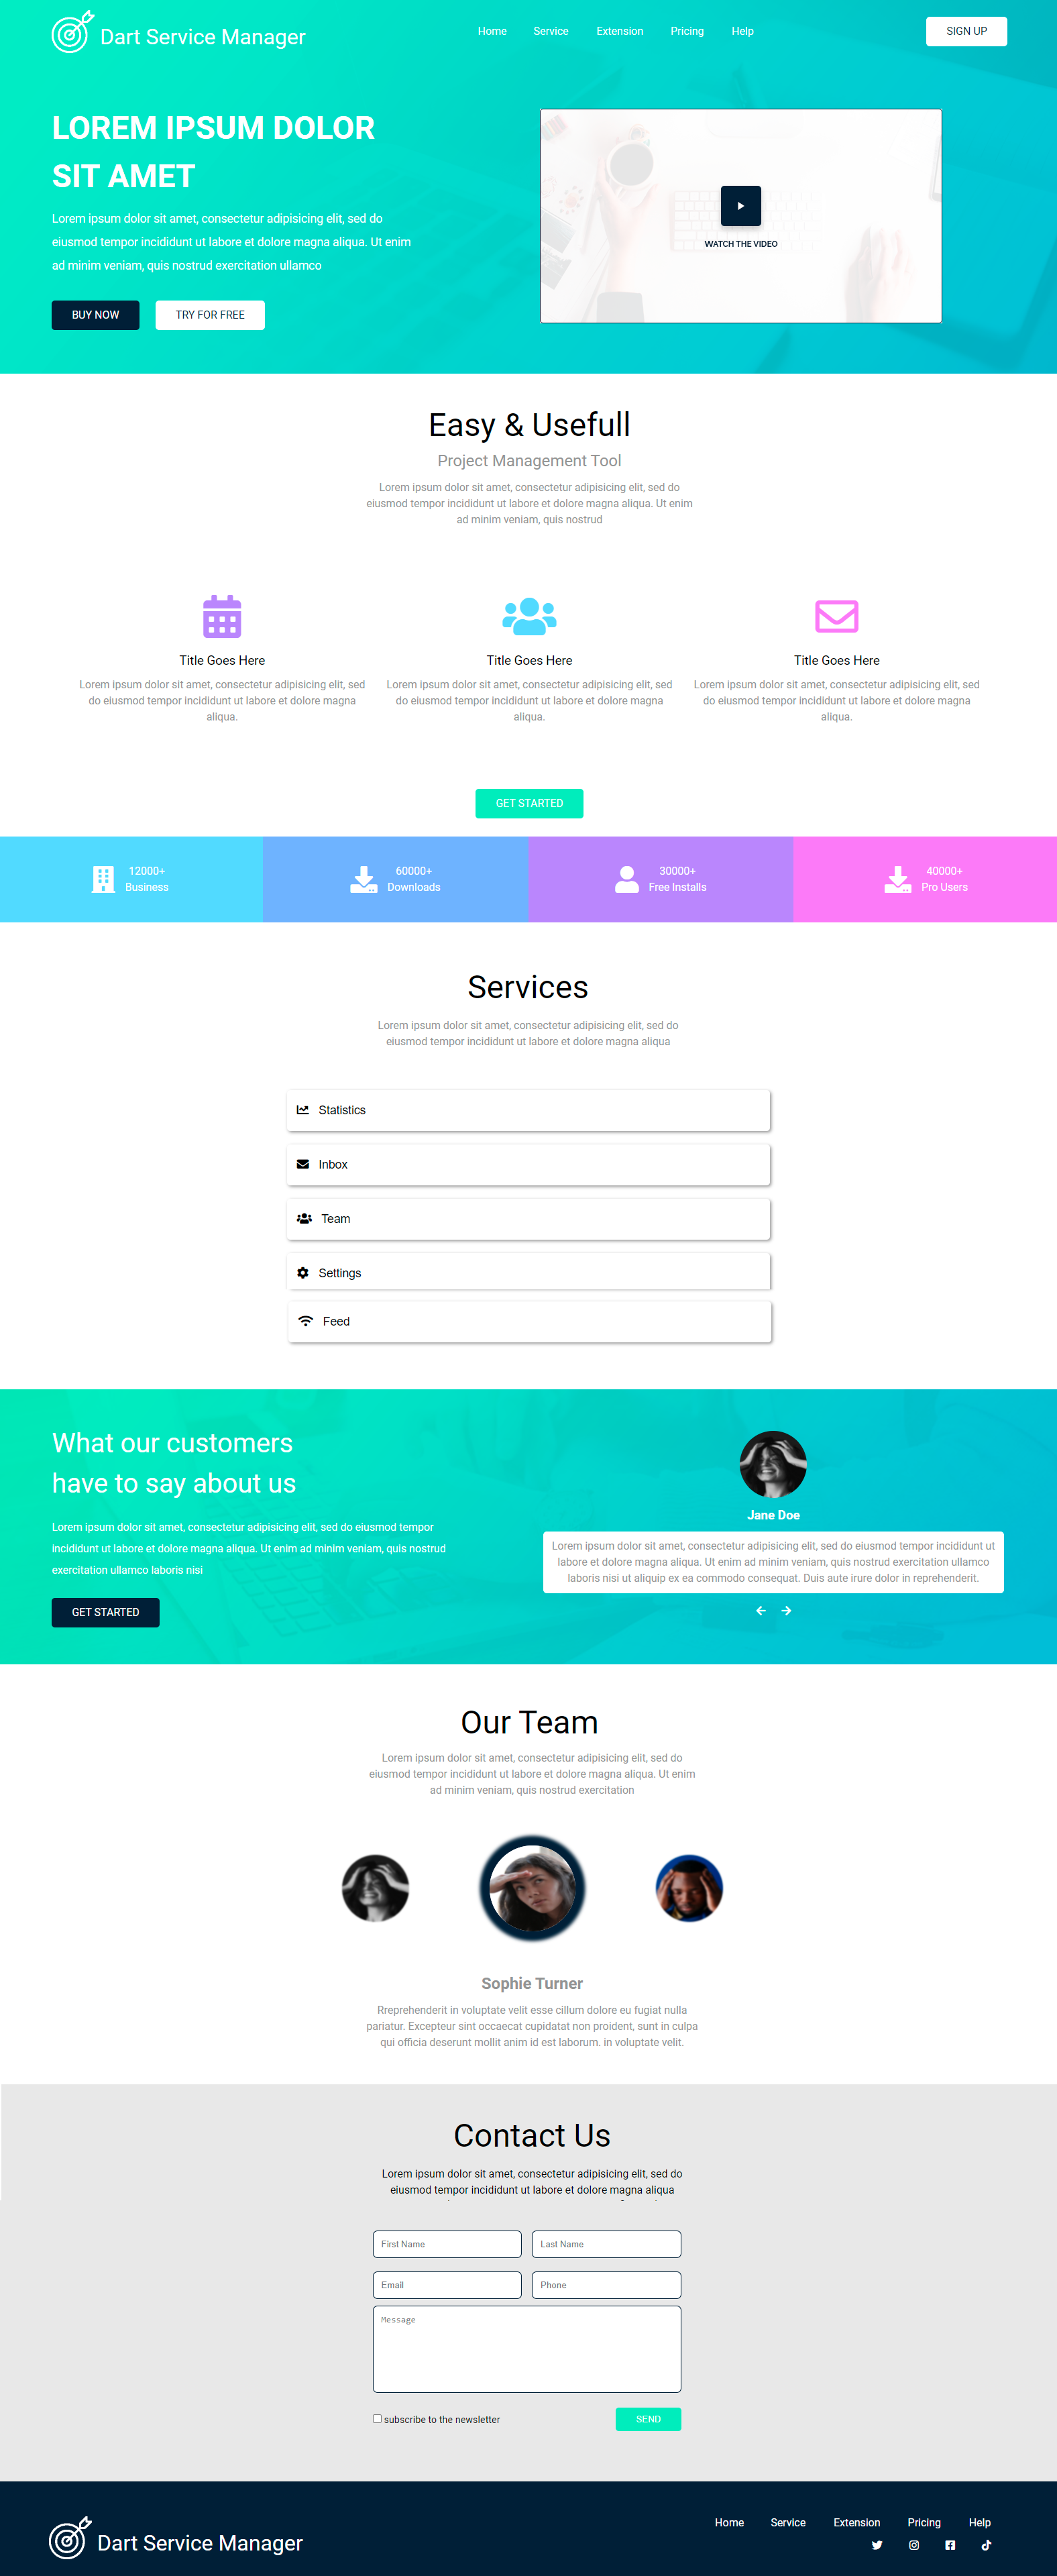 Dart Service Manager
Home Service Extension Pricing Help
SIGN UP
LOREM IPSUM DOLOR
SIT AMET
Lorem ipsum dolor sit amet, consectetur adipisicing elit, sed do
eiusmod tempor incididunt ut labore et dolore magna aliqua. Ut enim
ad minim veniam, quis nostrud exercitation ullamco
BUY NOW
TRY FOR FREE
WATCH THE VIDEO
Easy & Usefull
Project Management Tool
Lorem ipsum dolor sit amet, consectetur adipisicing elit, sed do
eiusmod tempor incididunt ut labore et dolore magna aliqua. Ut enim
ad minim veniam, quis nostrud
Title Goes Here
Lorem ipsum dolor sit amet, consectetur adipisicing elit, sed
do eiusmod tempor incididunt ut labore et dolore magna
aliqua.
Title Goes Here
Lorem ipsum dolor sit amet, consectetur adipisicing elit, sed
do eiusmod tempor incididunt ut labore et dolore magna
aliqua.
Title Goes Here
Lorem ipsum dolor sit amet, consectetur adipisicing elit, sed
do eiusmod tempor incididunt ut labore et dolore magna
aliqua.
GET STARTED
12000+
Business
60000+
Downloads
30000+
Free Installs
40000+
Pro Users
Services
Lorem ipsum dolor sit amet, consectetur adipisicing elit, sed do
eiusmod tempor incididunt ut labore et dolore magna aliqua
Statistics
Inbox
Team
Settings
Feed
What our customers
have to say about us
Lorem ipsum dolor sit amet, consectetur adipisicing elit, sed do eiusmod tempor
incididunt ut labore et dolore magna aliqua. Ut enim ad minim veniam, quis nostrud
exercitation ullamco laboris nisi
GET STARTED
Jane Doe
Lorem ipsum dolor sit amet, consectetur adipisicing elit, sed do eiusmod tempor incididunt ut
labore et dolore magna aliqua. Ut enim ad minim veniam, quis nostrud exercitation ullamco
laboris nisi ut aliquip ex ea commodo consequat. Duis aute irure dolor in reprehenderit.
Our Team
Lorem ipsum dolor sit amet, consectetur adipisicing elit, sed do
eiusmod tempor incididunt ut labore et dolore magna aliqua. Ut enim
ad minim veniam, quis nostrud exercitation
Sophie Turner
Rreprehenderit in voluptate velit esse cillum dolore eu fugiat nulla
pariatur. Excepteur sint occaecat cupidatat non proident, sunt in culpa
qui officia deserunt mollit anim id est laborum. in voluptate velit.
Contact Us
Lorem ipsum dolor sit amet, consectetur adipisicing elit, sed do
eiusmod tempor incididunt ut labore et dolore magna aliqua
First Name
Last Name
Email
Phone
Message
subscribe to the newsletter
SEND
Dart Service Manager
Home Service Extension Pricing Help